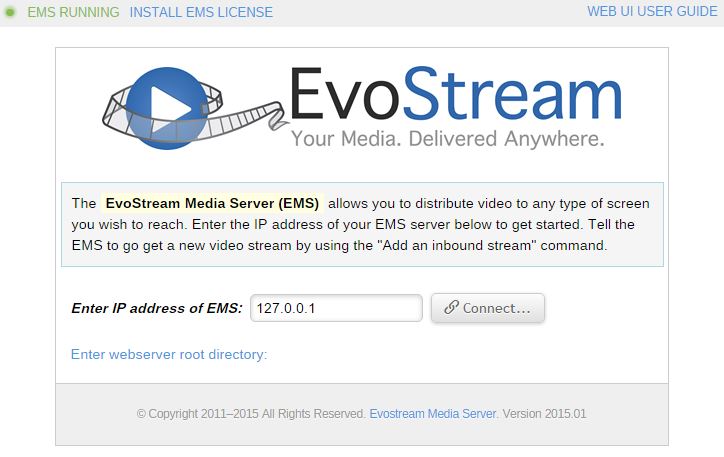 EMS RUNNING INSTALL EMS LICENSE WEB UI USER GUIDE
EvoStream
Your Media. Delivered Anywhere.
The EvoStream Media Server (EMS) allows you to distribute video to any type of screen
you wish to reach. Enter the IP address of your EMS server below to get started. Tell the
EMS to go get a new video stream by using the "Add an inbound stream" command.
Enter IP address of EMS: 127.0.0.1 Connect...
Enter webserver root directory:
© Copyright 2011–2015 All Rights Reserved. Evostream Media Server. Version 2015.01